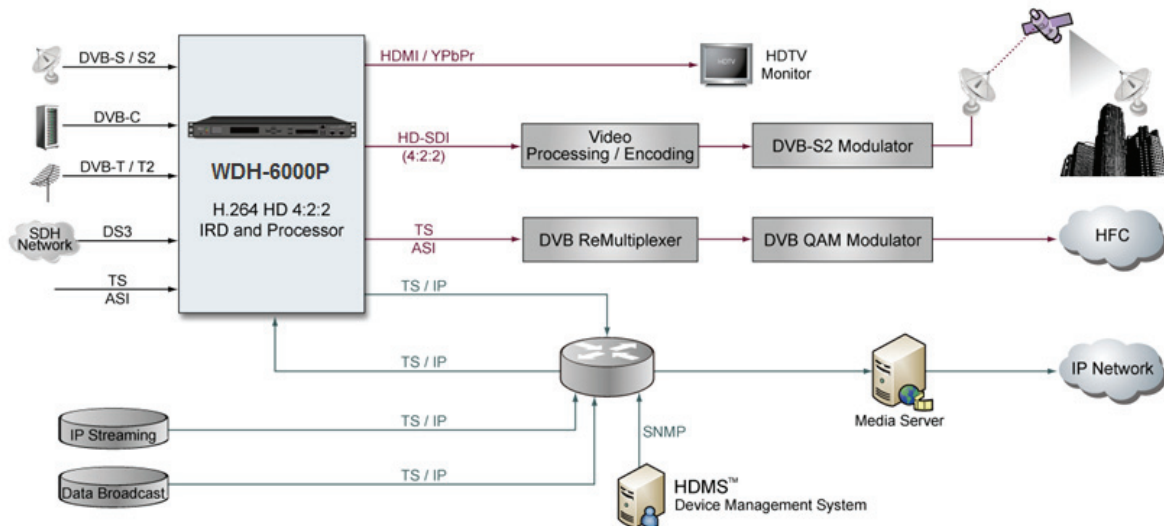 DVB-S / S2
DVB-C
DVB-T / T2
SDH
Network
DS3
TS
ASI
WDH-6000P
H.264 HD 4:2:2
IRD and Processor
HDMI / YPbPr
HDTV
HDTV
Monitor
HD-SDI
(4:2:2)
Video
Processing / Encoding
DVB-S2 Modulator
TS
ASI
DVB ReMultiplexer
DVB QAM Modulator
HFC
TS / IP
TS / IP
Media Server
IP Network
IP Streaming
TS / IP
SNMP
Data Broadcast
TS / IP
HDMS™
Device Management System